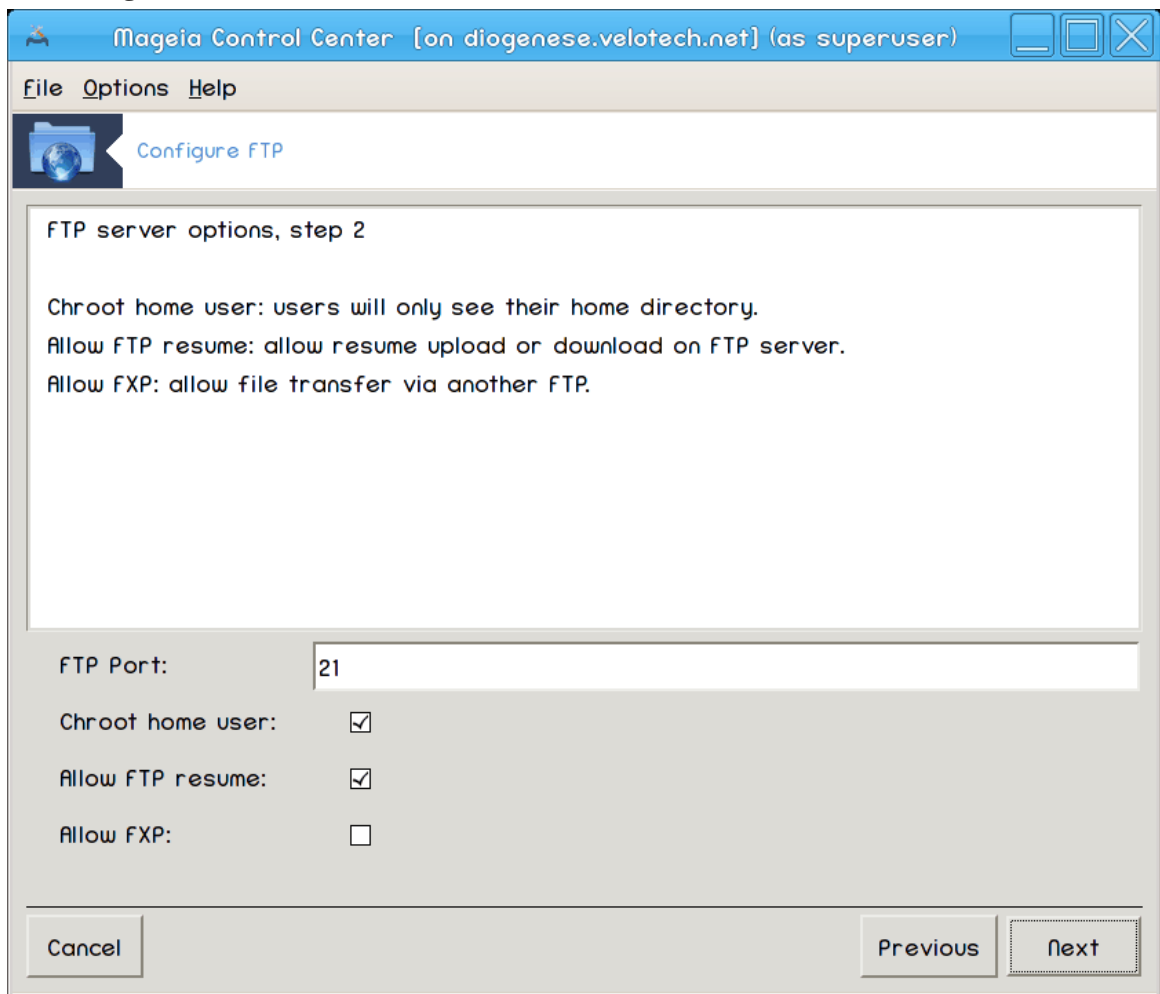 Mageia Control Center [on diogenese.velotech.net] (as superuser)
File Options Help
Configure FTP
FTP server options, step 2
Chroot home user: users will only see their home directory.
Allow FTP resume: allow resume upload or download on FTP server.
Allow FXP: allow file transfer via another FTP.
FTP Port: 21
Chroot home user:
Allow FTP resume:
Allow FXP:
Cancel Previous Next